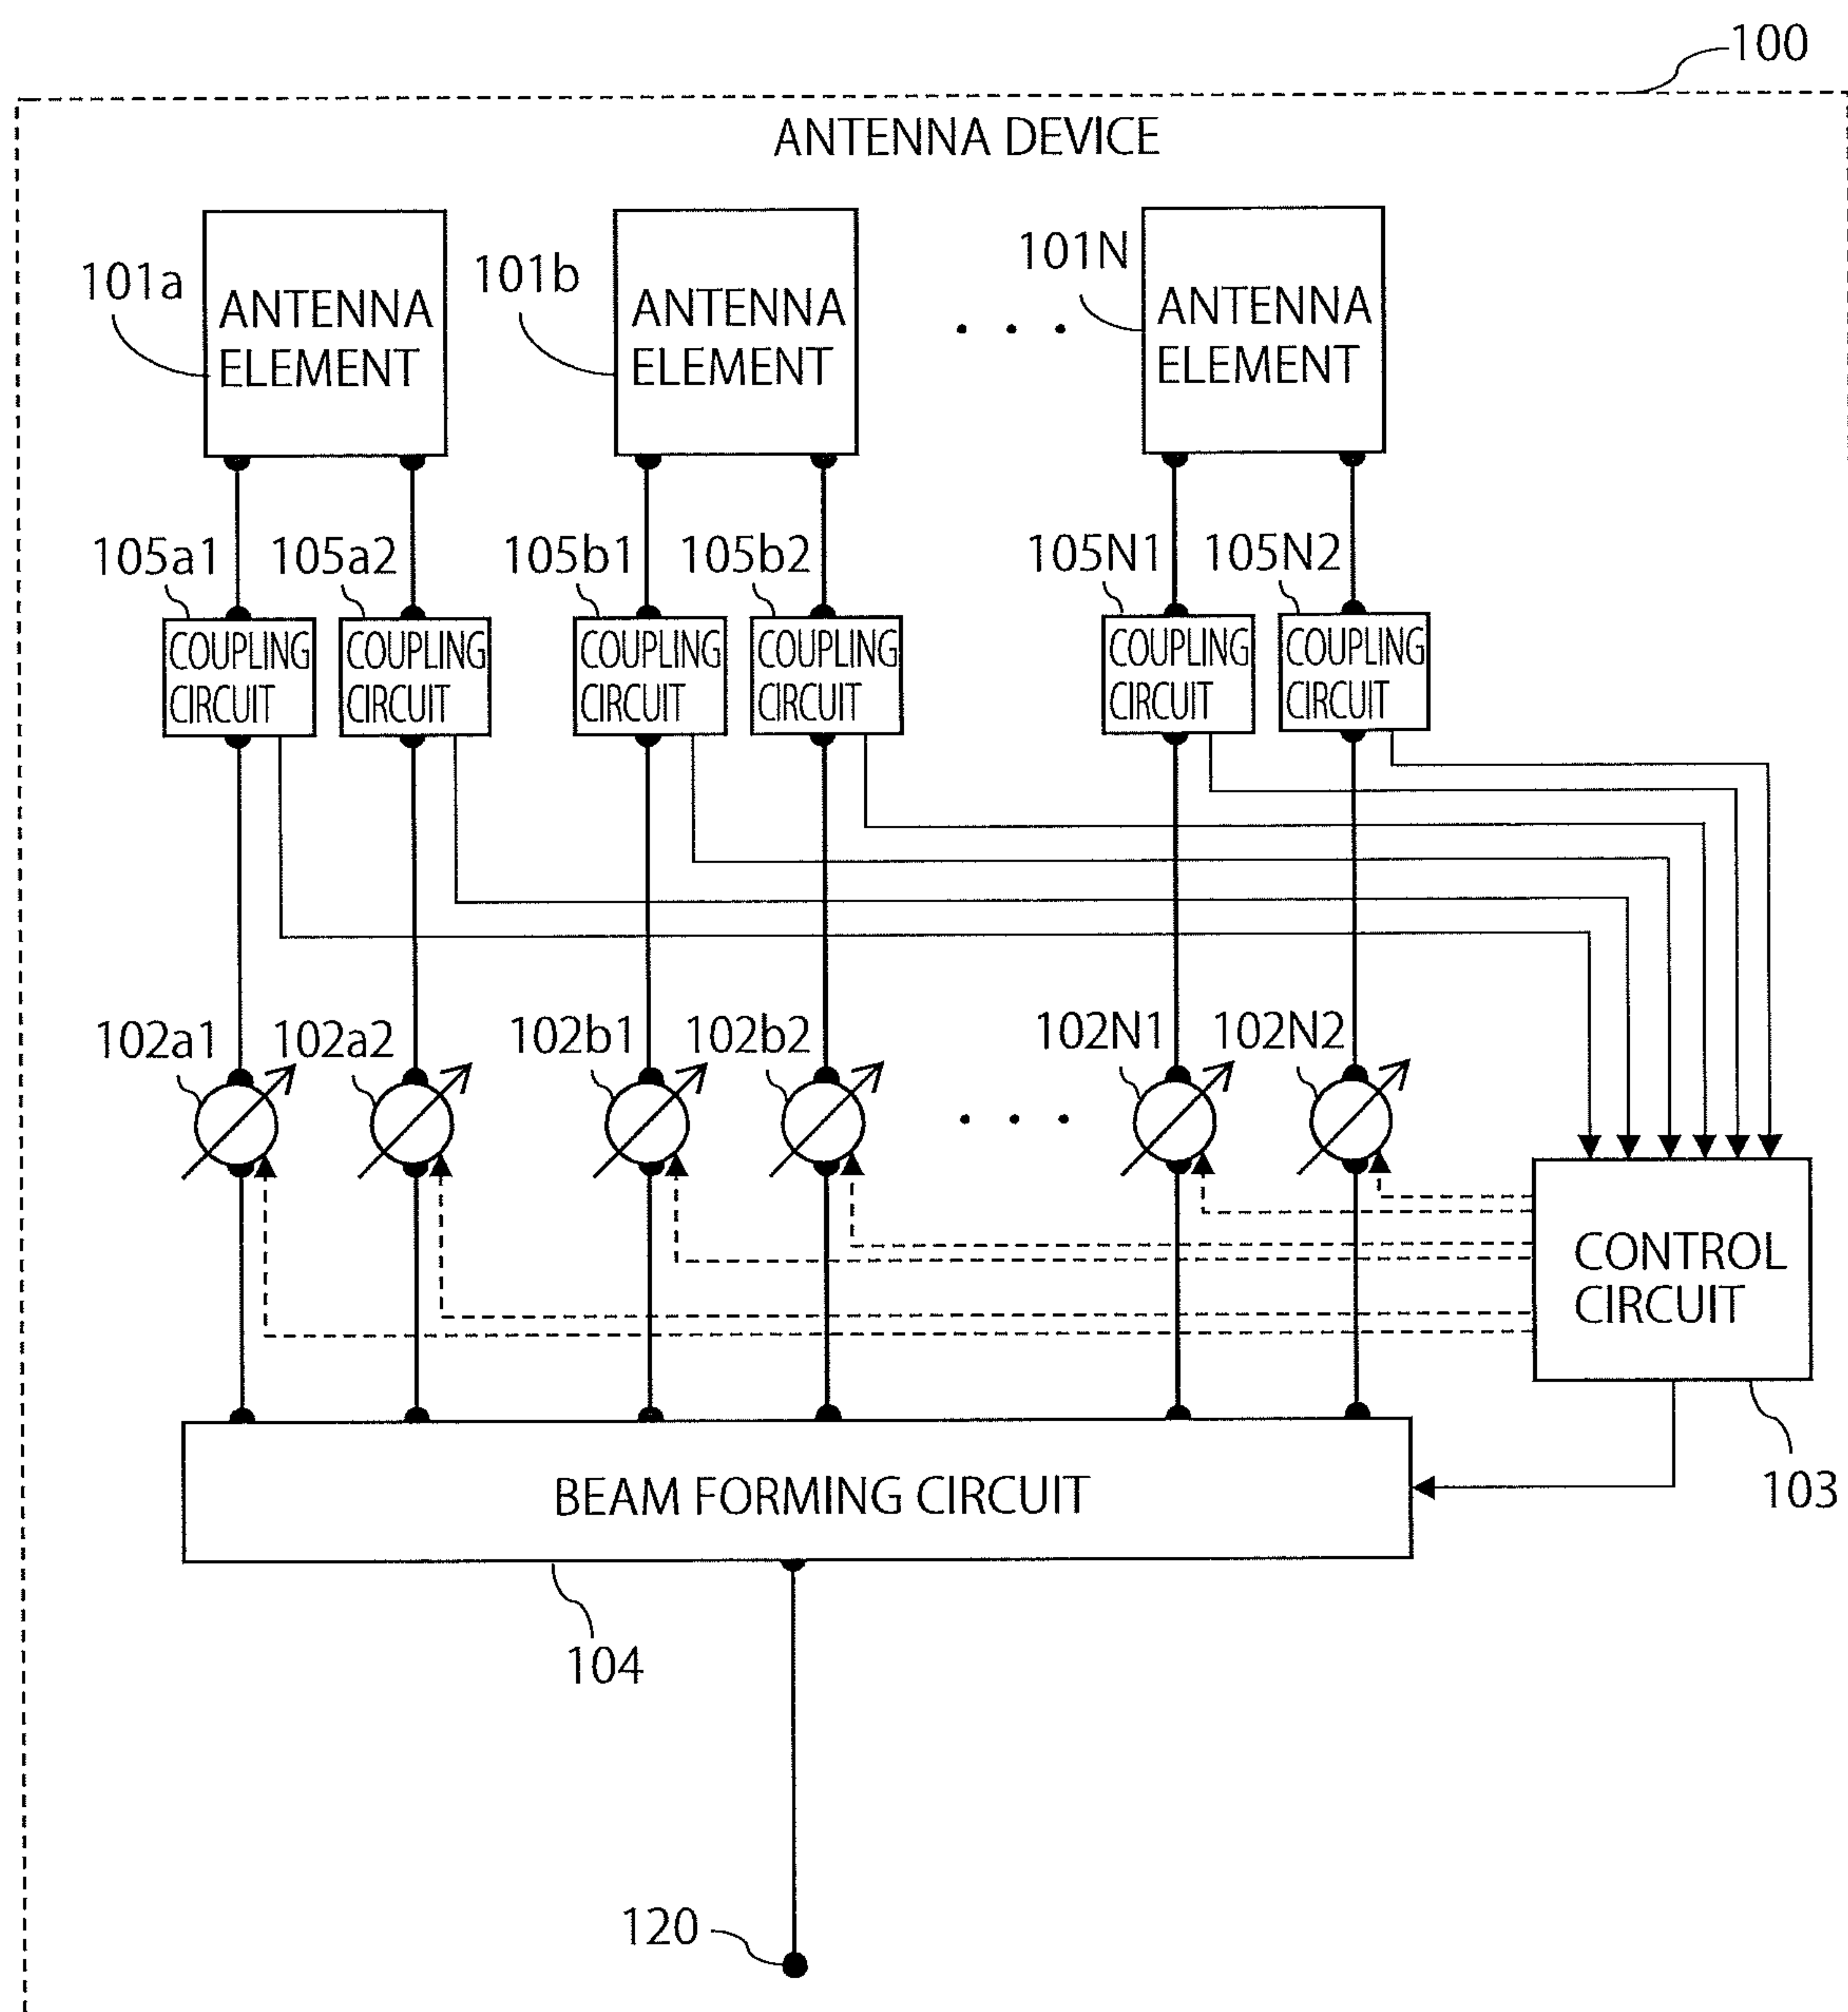 100
ANTENNA DEVICE
101a
ANTENNA
ELEMENT
101b
ANTENNA
ELEMENT
. . .
101N
ANTENNA
ELEMENT
105a1
105a2
105b1
105b2
105N1
105N2
COUPLING
CIRCUIT
COUPLING
CIRCUIT
COUPLING
CIRCUIT
COUPLING
CIRCUIT
COUPLING
CIRCUIT
COUPLING
CIRCUIT
102a1
102a2
102b1
102b2
. . .
102N1
102N2
CONTROL
CIRCUIT
103
BEAM FORMING CIRCUIT
104
120